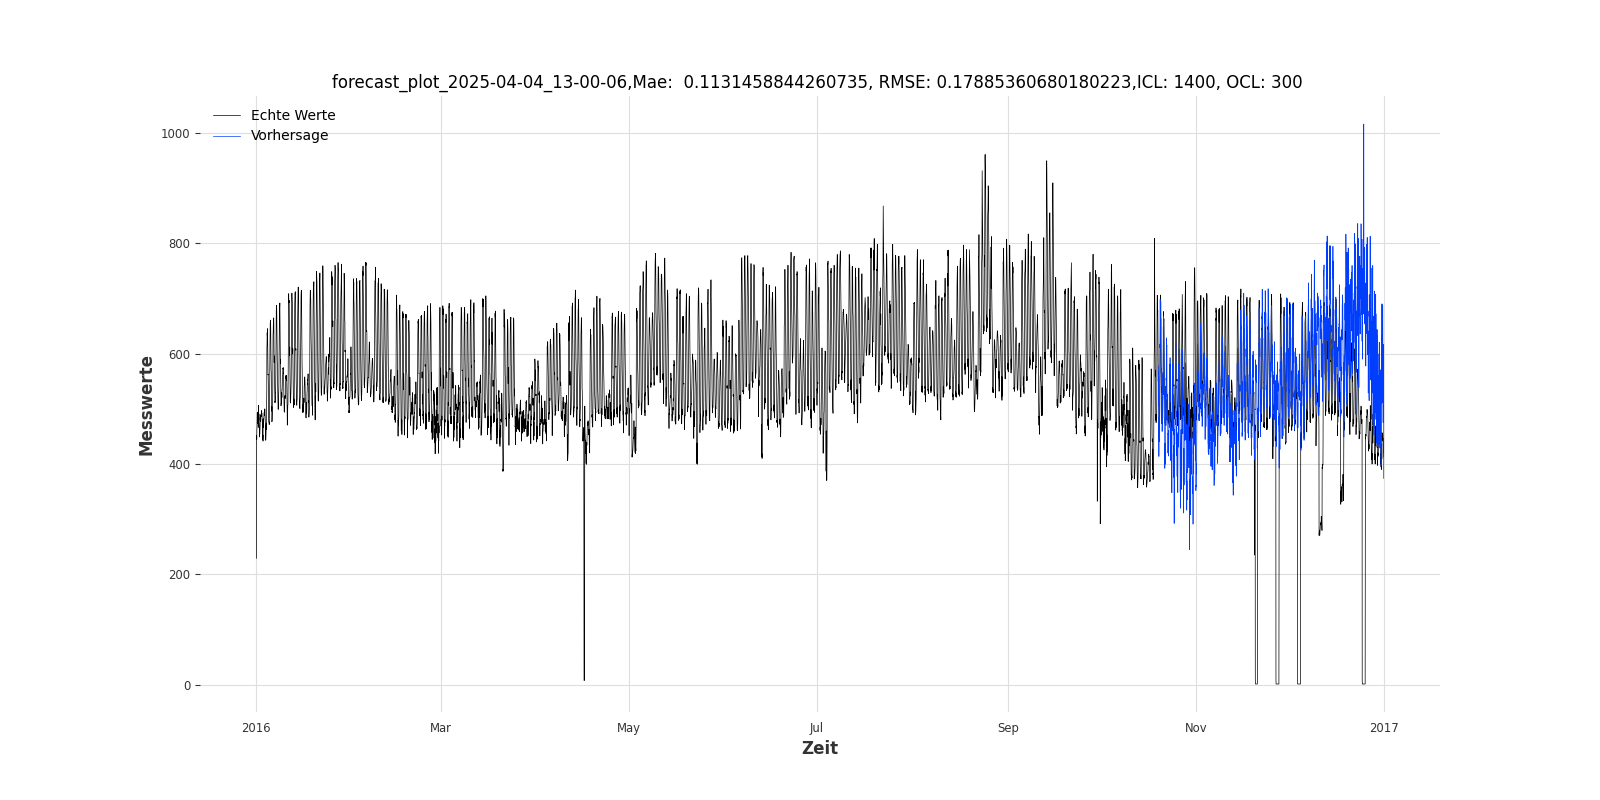 forecast_plot_2025-04-04_13-00-06,Mae:  0.1131458844260735, RMSE: 0.17885360680180223,ICL: 1400, OCL: 300
Echte Werte
Vorhersage
1000
800
600
400
200
0
Messwerte
2016 Mar May Jul Sep Nov 2017
Zeit